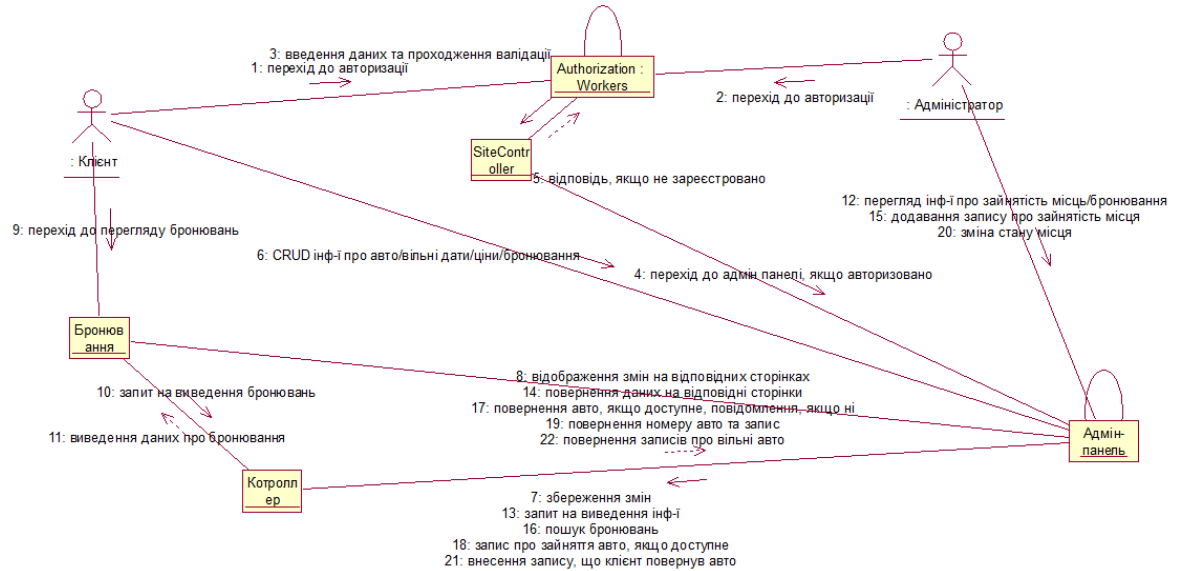 3: введення даних та проходження валідації
1: перехід до авторизації
Authorization :
Workers
2: перехід до авторизації
: Адміністратор
: Клієнт
SiteContr
oller
5: відповідь, якщо не зареєстровано
12: перегляд інф-ї про зайнятість місць/бронювання
15: додавання запису про зайнятість місця
20: зміна стану місця
9: перехід до перегляду бронювань
6: CRUD інф-ї про авто/вільні дати/ціни/бронювання
4: перехід до адмін панелі, якщо авторизовано
Бронюв
ання
10: запит на виведення бронювань
11: виведення даних про бронювання
8: відображення змін на відповідних сторінках
14: повернення даних на відповідні сторінки
17: повернення авто, якщо доступне, повідомлення, якщо ні
19: повернення номеру авто та запис
22: повернення записів про вільні авто
Адмін-
панель
Котролл
ер
7: збереження змін
13: запит на виведення інф-ї
16: пошук бронювань
18: запис про зайняття авто, якщо доступне
21: внесення запису, що клієнт повернув авто